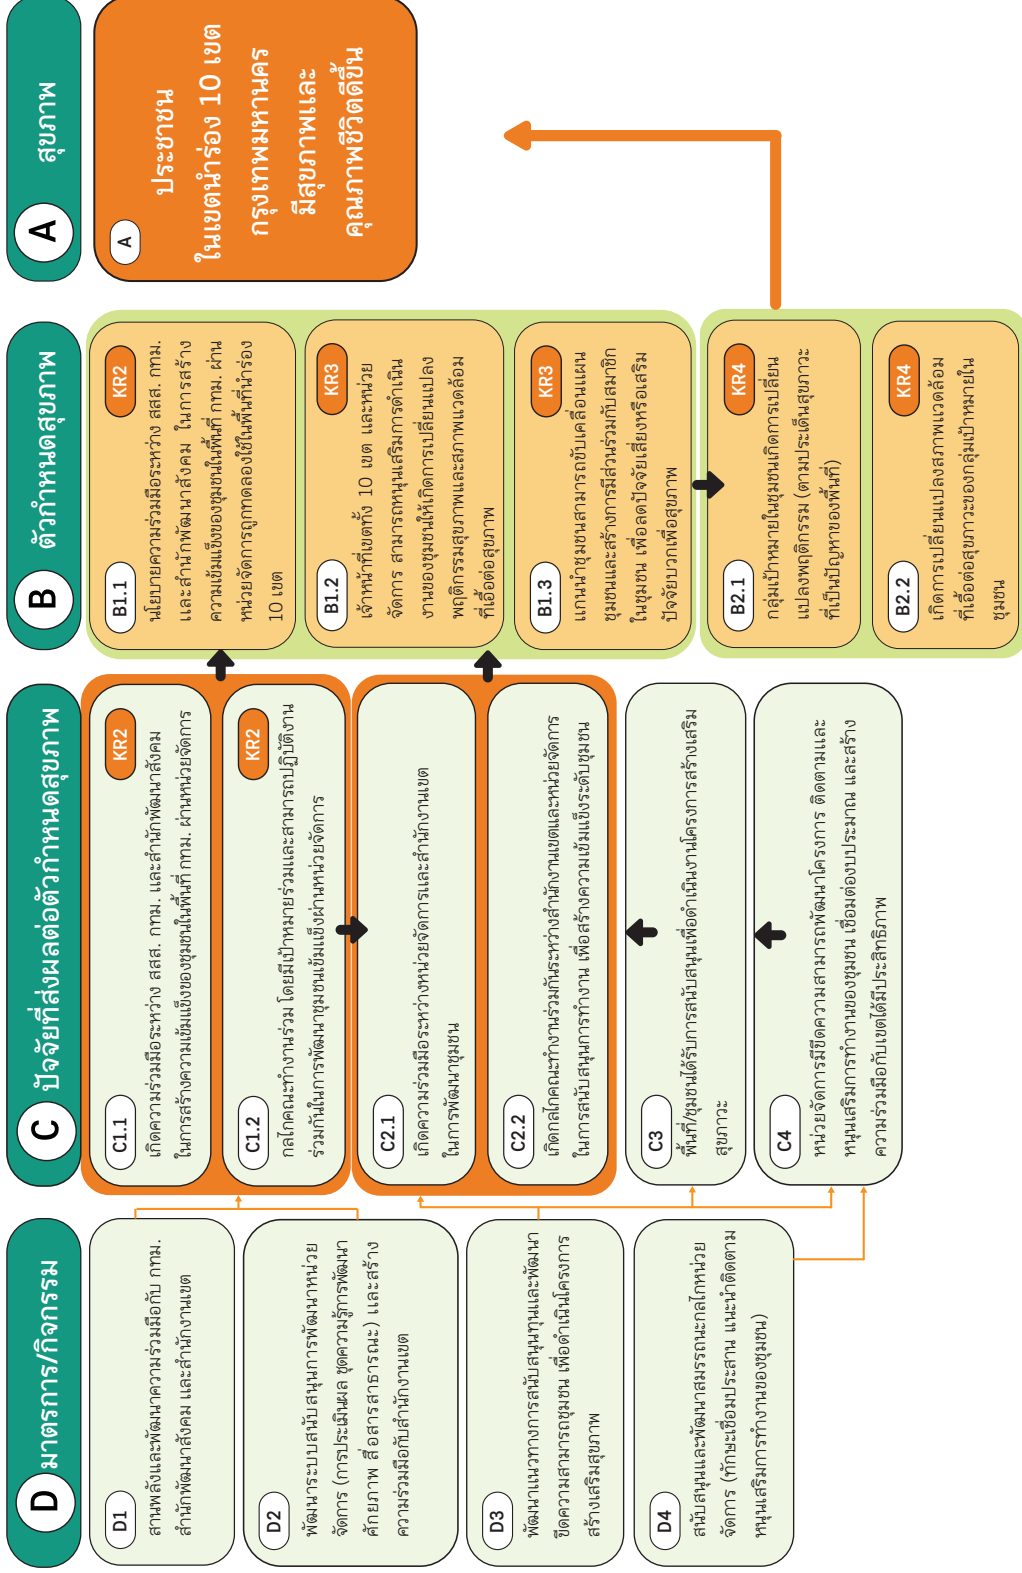 D มาตรการ/กิจกรรม
D1
สานพลังและพัฒนาความร่วมมือกับ กทม.
สำนักพัฒนาสังคม และสำนักงานเขต
D2
พัฒนาระบบสนับสนุนการพัฒนาหน่วย
จัดการ (การประเมินผล ชุดความรู้การพัฒนา
ศักยภาพ สื่อสารสาธารณะ) และสร้าง
ความร่วมมือกับสำนักงานเขต
D3
พัฒนาแนวทางการสนับสนุนทุนและพัฒนา
ขีดความสามารถชุมชน เพื่อดำเนินโครงการ
สร้างเสริมสุขภาพ
D4
สนับสนุนและพัฒนาสมรรถนะกลไกหน่วย
จัดการ (ทักษะเชื่อมประสาน แนะนำติดตาม
หนุนเสริมการทำงานของชุมชน)
C ปัจจัยที่ส่งผลต่อตัวกำหนดสุขภาพ
C1.1 KR2
เกิดความร่วมมือระหว่าง สสส. กทม. และสำนักพัฒนาสังคม
ในการสร้างความเข้มแข็งของชุมชนในพื้นที่ กทม. ผ่านหน่วยจัดการ
C1.2 KR2
กลไกคณะทำงานร่วม โดยมีเป้าหมายร่วมและสามารถปฏิบัติงาน
ร่วมกันในการพัฒนาชุมชนเข้มแข็งผ่านหน่วยจัดการ
C2.1
เกิดความร่วมมือระหว่างหน่วยจัดการและสำนักงานเขต
ในการพัฒนาชุมชน
C2.2
เกิดกลไกคณะทำงานร่วมกันระหว่างสำนักงานเขตและหน่วยจัดการ
ในการสนับสนุนการทำงาน เพื่อสร้างความเข้มแข็งระดับชุมชน
C3
พื้นที่/ชุมชนได้รับการสนับสนุนเพื่อดำเนินงานโครงการสร้างเสริม
สุขภาวะ
C4
หน่วยจัดการมีขีดความสามารถพัฒนาโครงการ ติดตามและ
หนุนเสริมการทำงานของชุมชน เชื่อมต่องบประมาณ และสร้าง
ความร่วมมือกับเขตได้มีประสิทธิภาพ
B ตัวกำหนดสุขภาพ
B1.1 KR2
นโยบายความร่วมมือระหว่าง สสส. กทม.
และสำนักพัฒนาสังคม ในการสร้าง
ความเข้มแข็งของชุมชนในพื้นที่ กทม. ผ่าน
หน่วยจัดการถูกทดลองใช้ในพื้นที่นำร่อง
10 เขต
B1.2 KR3
เจ้าหน้าที่เขตทั้ง 10 เขต และหน่วย
จัดการ สามารถหนุนเสริมการดำเนิน
งานของชุมชนให้เกิดการเปลี่ยนแปลง
พฤติกรรมสุขภาพและสภาพแวดล้อม
ที่เอื้อต่อสุขภาพ
B1.3 KR3
แกนนำชุมชนสามารถขับเคลื่อนแผน
ชุมชนและสร้างการมีส่วนร่วมกับสมาชิก
ในชุมชน เพื่อลดปัจจัยเสี่ยงหรือเสริม
ปัจจัยบวกเพื่อสุขภาพ
B2.1 KR4
กลุ่มเป้าหมายในชุมชนเกิดการเปลี่ยน
แปลงพฤติกรรม (ตามประเด็นสุขภาวะ
ที่เป็นปัญหาของพื้นที่)
B2.2 KR4
เกิดการเปลี่ยนแปลงสภาพแวดล้อม
ที่เอื้อต่อสุขภาวะของกลุ่มเป้าหมายใน
ชุมชน
A สุขภาพ
A
ประชาชน
ในเขตนำร่อง 10 เขต
กรุงเทพมหานคร
มีสุขภาพและ
คุณภาพชีวิตดีขึ้น